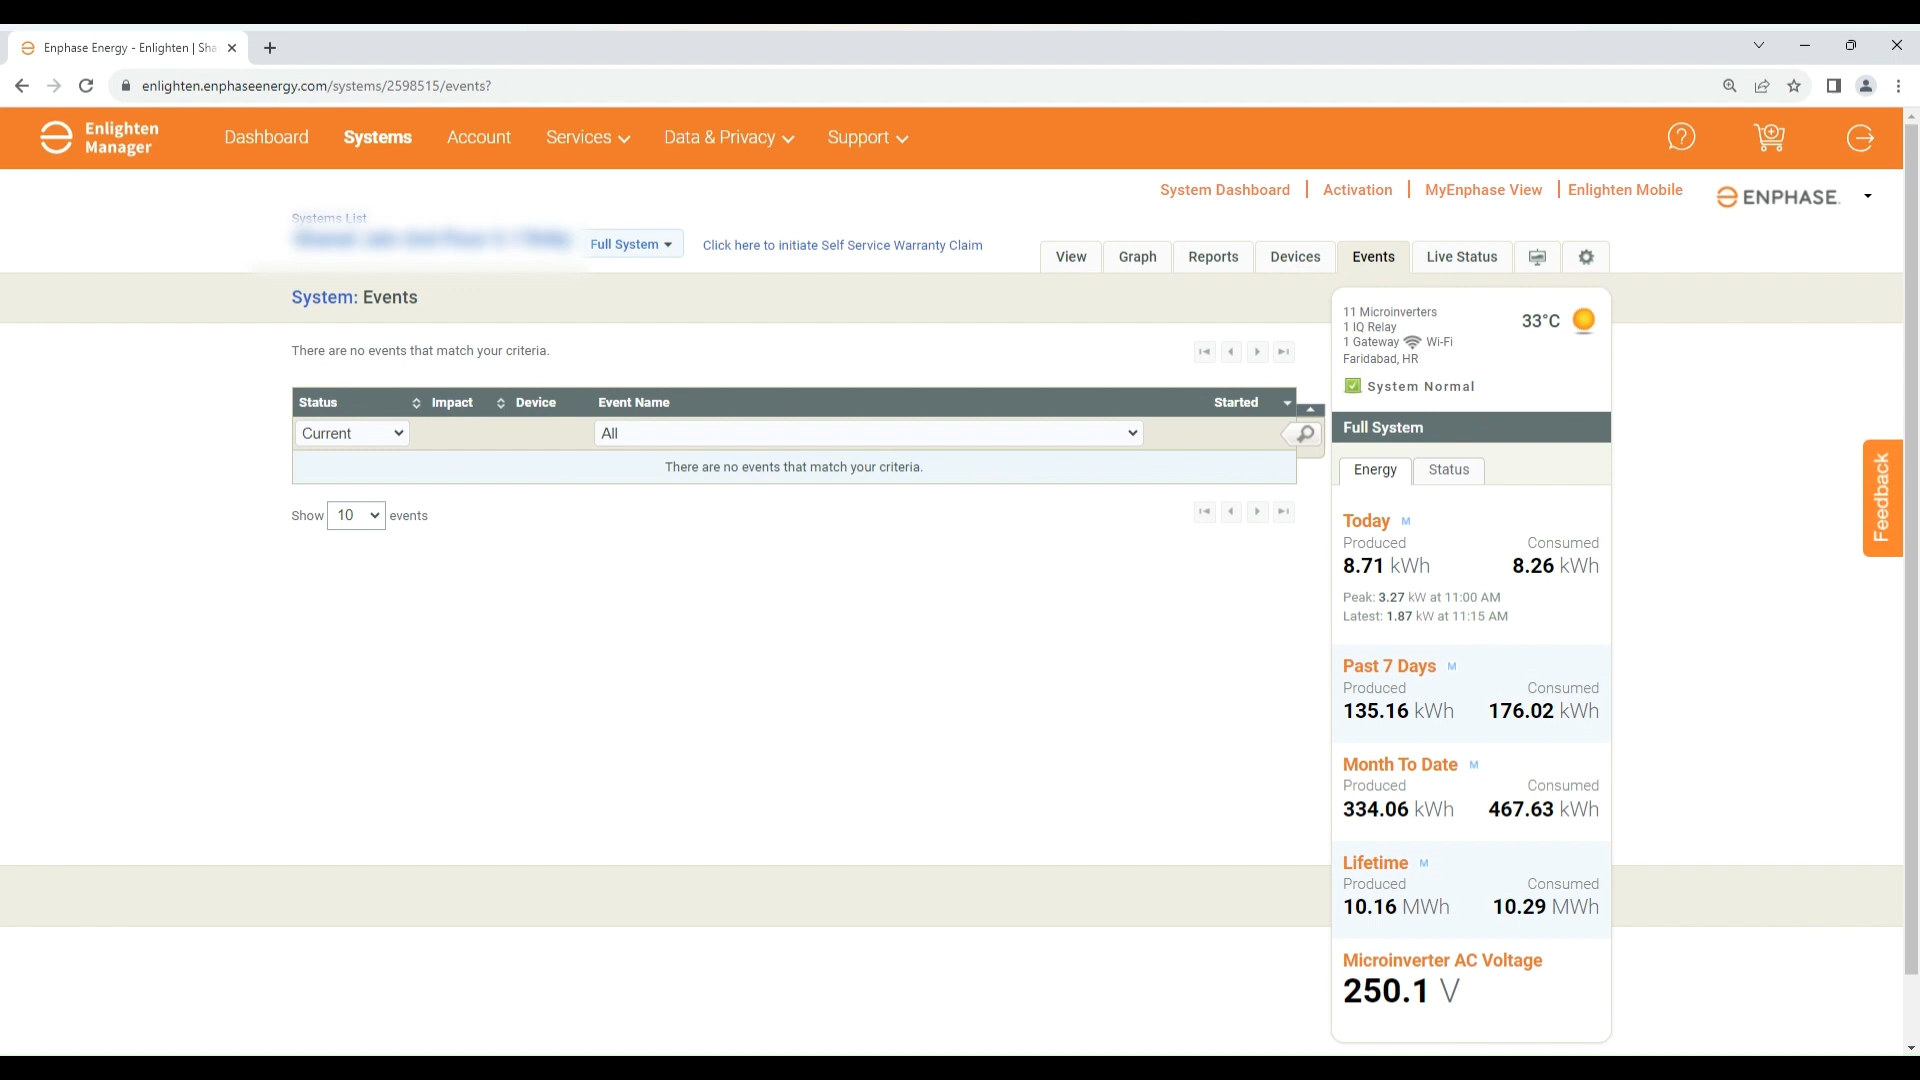 Enphase Energy - Enlighten | Sha
enlighten.enphaseenergy.com/systems/2598515/events?
Enlighten
Manager
Dashboard
Systems
Account
Services
Data & Privacy
Support
System Dashboard
Activation
MyEnphase View
Enlighten Mobile
ENPHASE
Systems List
Full System
Click here to initiate Self Service Warranty Claim
View
Graph
Reports
Devices
Events
Live Status
System: Events
There are no events that match your criteria.
Status
Impact
Device
Event Name
Started
Current
All
There are no events that match your criteria.
Show 10 events
11 Microinverters
1 IQ Relay
1 Gateway Wi-Fi
Faridabad, HR
33°C
System Normal
Full System
Energy
Status
Today M
Produced Consumed
8.71 kWh 8.26 kWh
Peak: 3.27 kW at 11:00 AM
Latest: 1.87 kW at 11:15 AM
Past 7 Days M
Produced Consumed
135.16 kWh 176.02 kWh
Month To Date M
Produced Consumed
334.06 kWh 467.63 kWh
Lifetime M
Produced Consumed
10.16 MWh 10.29 MWh
Microinverter AC Voltage
250.1 V
Feedback